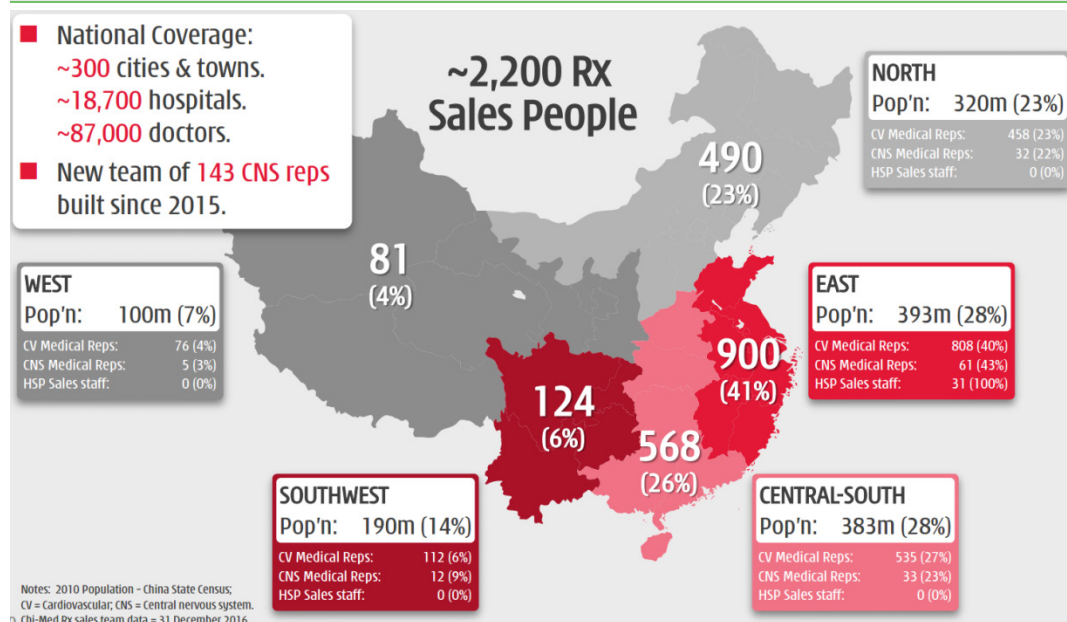 National Coverage:
~300 cities & towns.
~18,700 hospitals.
~87,000 doctors.
New team of 143 CNS reps
built since 2015.
~2,200 Rx
Sales People
NORTH
Pop'n: 320m (23%)
CV Medical Reps: 458 (23%)
CNS Medical Reps: 32 (22%)
HSP Sales staff: 0 (0%)
490
(23%)
81
(4%)
WEST
Pop'n: 100m (7%)
CV Medical Reps: 76 (4%)
CNS Medical Reps: 5 (3%)
HSP Sales staff: 0 (0%)
EAST
Pop'n: 393m (28%)
CV Medical Reps: 808 (40%)
CNS Medical Reps: 61 (43%)
HSP Sales staff: 31 (100%)
900
(41%)
124
(6%)
568
(26%)
SOUTHWEST
Pop'n: 190m (14%)
CV Medical Reps: 112 (6%)
CNS Medical Reps: 12 (9%)
HSP Sales staff: 0 (0%)
CENTRAL-SOUTH
Pop'n: 383m (28%)
CV Medical Reps: 535 (27%)
CNS Medical Reps: 33 (23%)
HSP Sales staff: 0 (0%)
Notes: 2010 Population - China State Census;
CV = Cardiovascular; CNS = Central nervous system.
Chi-Med Rx sales team data = 31 December 2016